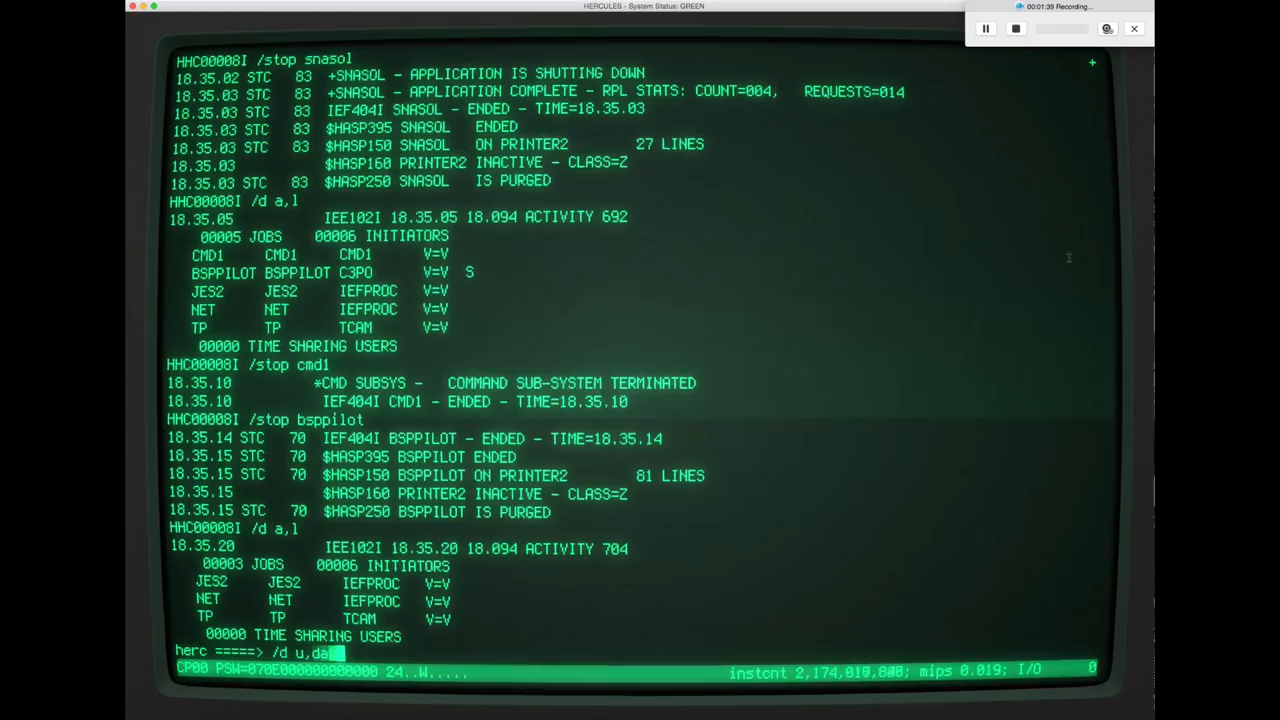 HERCULES - System Status: GREEN
00:01:39 Recording...
HHC00008I /stop snasol
+
18.35.02 STC 83 +SNASOL - APPLICATION IS SHUTTING DOWN
18.35.03 STC 83 +SNASOL - APPLICATION COMPLETE - RPL STATS: COUNT=004, REQUESTS=014
18.35.03 STC 83 IEF404I SNASOL - ENDED - TIME=18.35.03
18.35.03 STC 83 $HASP395 SNASOL ENDED
18.35.03 STC 83 $HASP150 SNASOL ON PRINTER2 27 LINES
18.35.03 $HASP160 PRINTER2 INACTIVE - CLASS=Z
18.35.03 STC 83 $HASP250 SNASOL IS PURGED
HHC00008I /d a,l
18.35.05 IEE102I 18.35.05 18.094 ACTIVITY 692
00005 JOBS 00006 INITIATORS
CMD1 CMD1 CMD1 V=V
BSPPILOT BSPPILOT C3PO V=V S
JES2 JES2 IEFPROC V=V
NET NET IEFPROC V=V
TP TP TCAM V=V
00000 TIME SHARING USERS
HHC00008I /stop cmd1
18.35.10 *CMD SUBSYS - COMMAND SUB-SYSTEM TERMINATED
18.35.10 IEF404I CMD1 - ENDED - TIME=18.35.10
HHC00008I /stop bsppilot
18.35.14 STC 70 IEF404I BSPPILOT - ENDED - TIME=18.35.14
18.35.15 STC 70 $HASP395 BSPPILOT ENDED
18.35.15 STC 70 $HASP150 BSPPILOT ON PRINTER2 81 LINES
18.35.15 $HASP160 PRINTER2 INACTIVE - CLASS=Z
18.35.15 STC 70 $HASP250 BSPPILOT IS PURGED
HHC00008I /d a,l
18.35.20 IEE102I 18.35.20 18.094 ACTIVITY 704
00003 JOBS 00006 INITIATORS
JES2 JES2 IEFPROC V=V
NET NET IEFPROC V=V
TP TP TCAM V=V
00000 TIME SHARING USERS
herc =====> /d u,da
CP00 PSW=070E000000000000 24..W..... instcnt mips 0.019; I/O 0